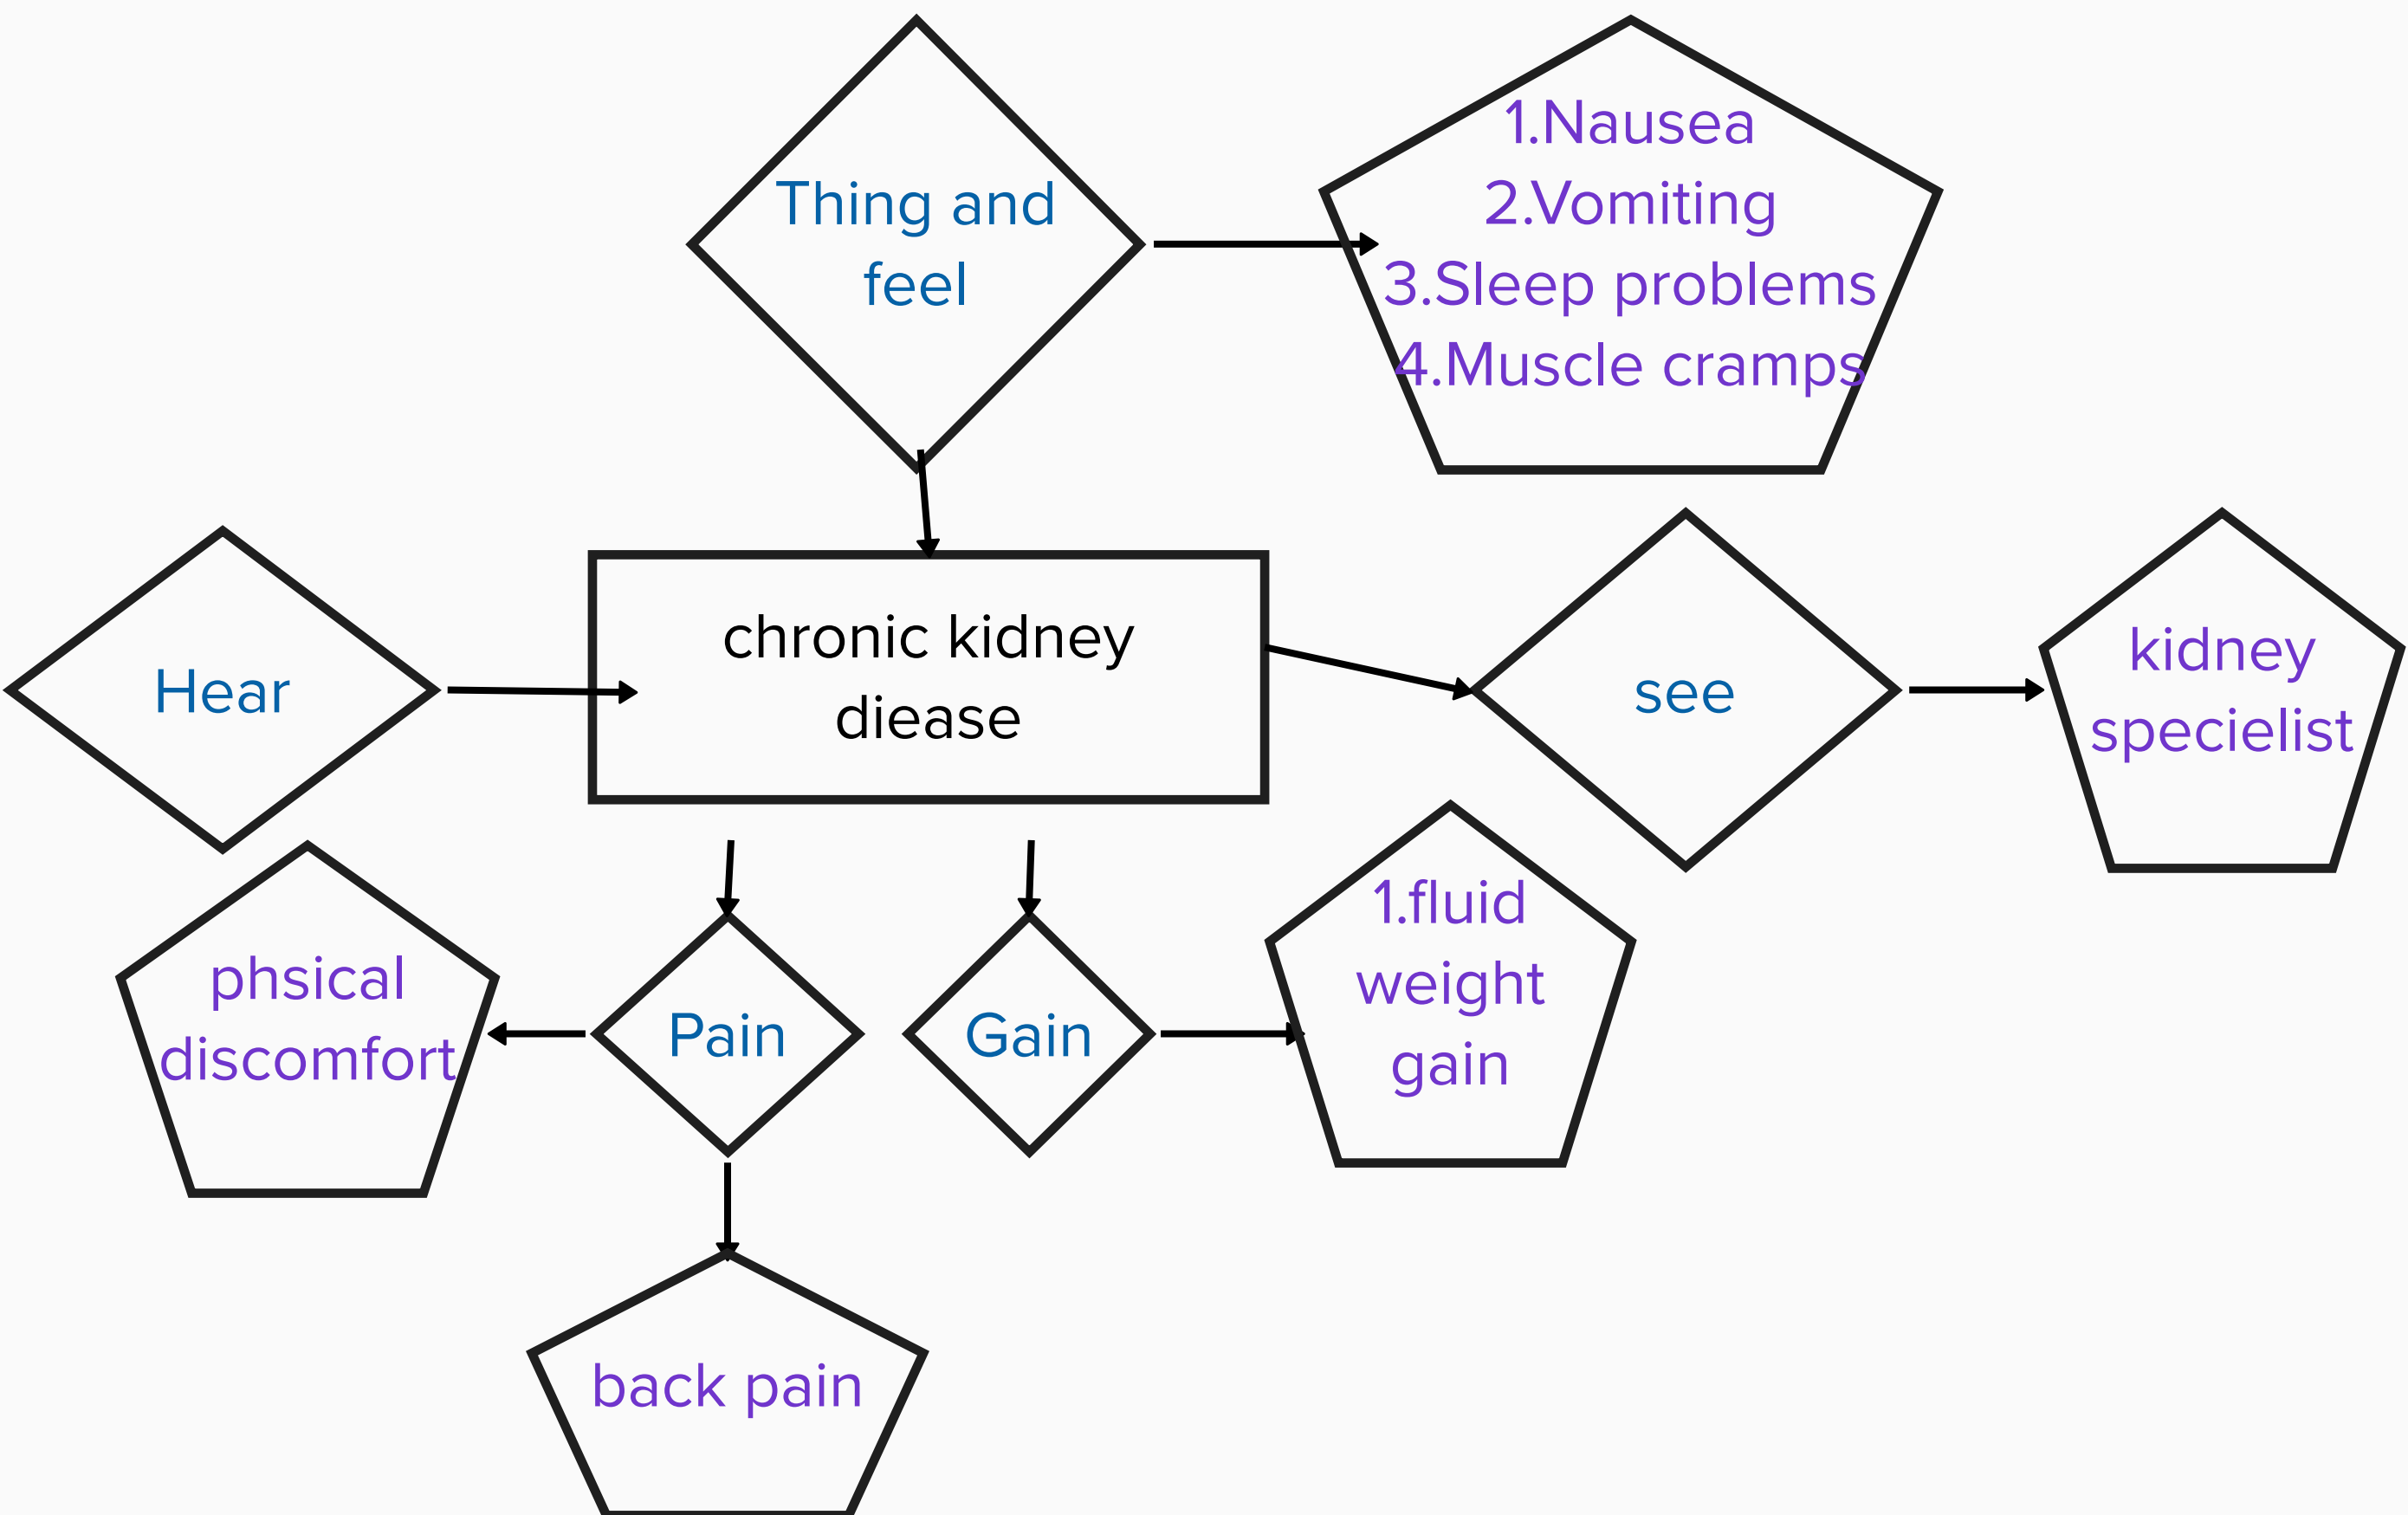 Thing and
feel
1.Nausea
2.Vomiting
3.Sleep problems
4.Muscle cramps
Hear
chronic kidney
diease
see
kidney
specielist
phsical
discomfort
Pain
Gain
1.fluid
weight
gain
back pain